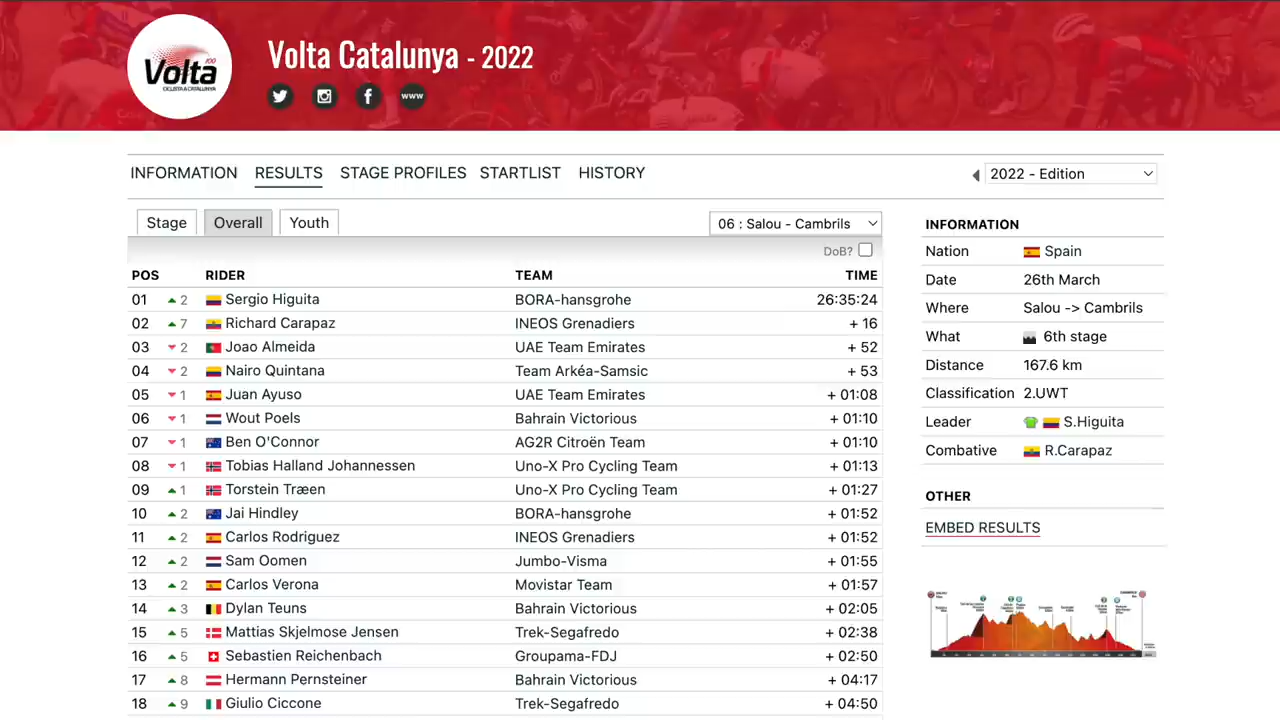 Volta 100
CICLISTA A CATALUNYA
Volta Catalunya - 2022
www
INFORMATION RESULTS STAGE PROFILES STARTLIST HISTORY
2022 - Edition
Stage Overall Youth
06 : Salou - Cambrils
DoB?
POS RIDER TEAM TIME
01 2 Sergio Higuita BORA-hansgrohe 26:35:24
02 7 Richard Carapaz INEOS Grenadiers + 16
03 2 Joao Almeida UAE Team Emirates + 52
04 2 Nairo Quintana Team Arkéa-Samsic + 53
05 1 Juan Ayuso UAE Team Emirates + 01:08
06 1 Wout Poels Bahrain Victorious + 01:10
07 1 Ben O'Connor AG2R Citroën Team + 01:10
08 1 Tobias Halland Johannessen Uno-X Pro Cycling Team + 01:13
09 1 Torstein Træen Uno-X Pro Cycling Team + 01:27
10 2 Jai Hindley BORA-hansgrohe + 01:52
11 2 Carlos Rodriguez INEOS Grenadiers + 01:52
12 2 Sam Oomen Jumbo-Visma + 01:55
13 2 Carlos Verona Movistar Team + 01:57
14 3 Dylan Teuns Bahrain Victorious + 02:05
15 5 Mattias Skjelmose Jensen Trek-Segafredo + 02:38
16 5 Sebastien Reichenbach Groupama-FDJ + 02:50
17 8 Hermann Pernsteiner Bahrain Victorious + 04:17
18 9 Giulio Ciccone Trek-Segafredo + 04:50
INFORMATION
Nation Spain
Date 26th March
Where Salou -> Cambrils
What 6th stage
Distance 167.6 km
Classification 2.UWT
Leader S.Higuita
Combative R.Carapaz
OTHER
EMBED RESULTS